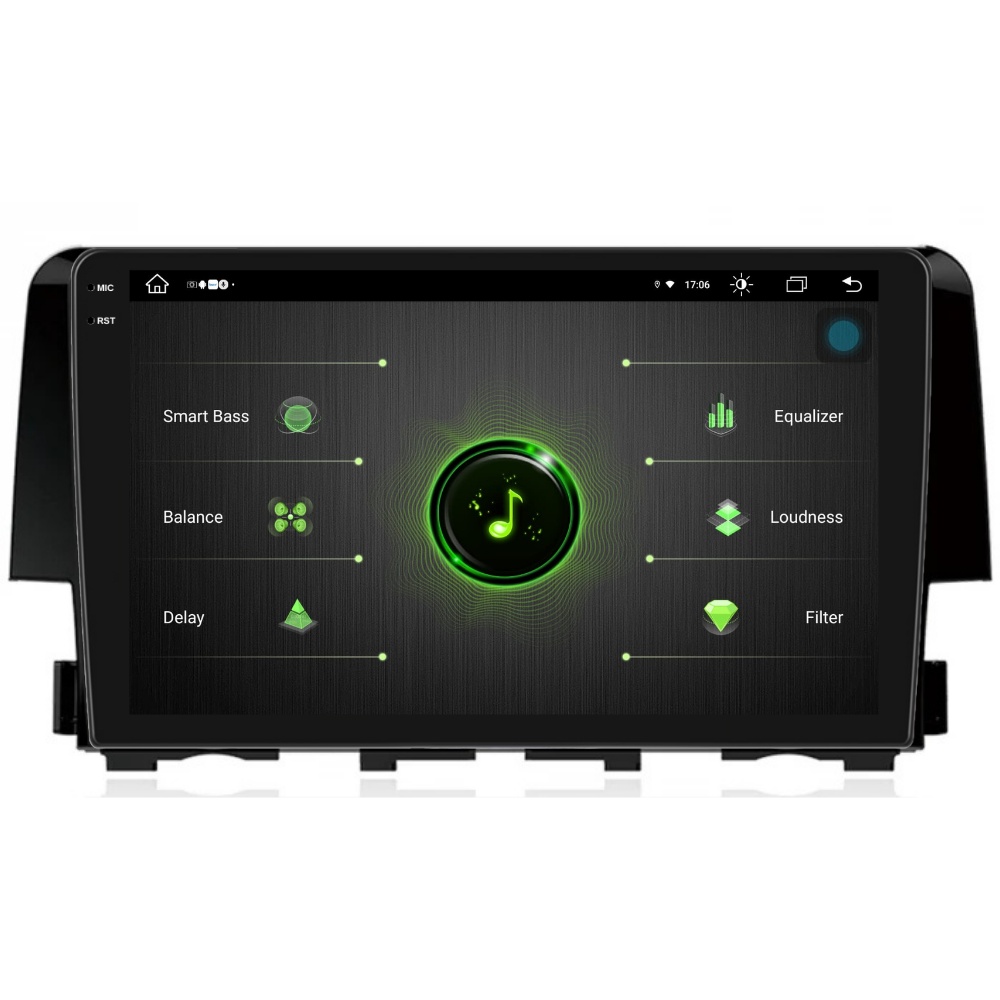 MIC
17:06
RST
Smart Bass
Equalizer
Balance
Loudness
Delay
Filter